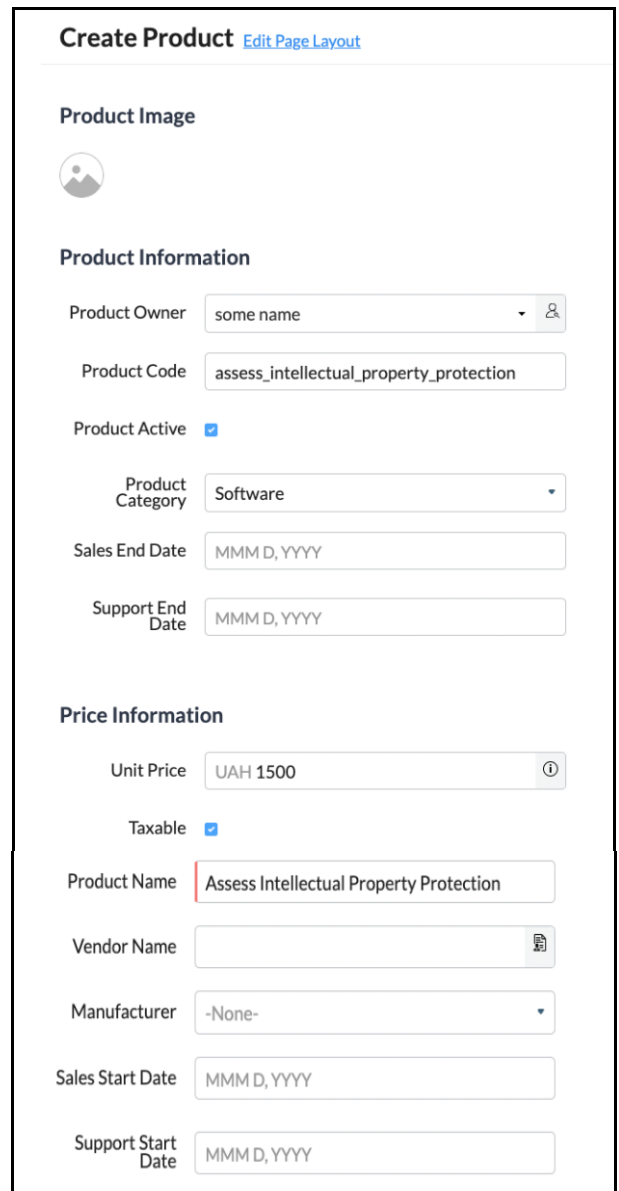 Create Product Edit Page Layout
Product Image
Product Information
Product Owner some name
Product Code assess_intellectual_property_protection
Product Active
Product
Category Software
Sales End Date MMM D, YYYY
Support End
Date MMM D, YYYY
Price Information
Unit Price UAH 1500
Taxable
Product Name Assess Intellectual Property Protection
Vendor Name
Manufacturer -None-
Sales Start Date MMM D, YYYY
Support Start
Date MMM D, YYYY